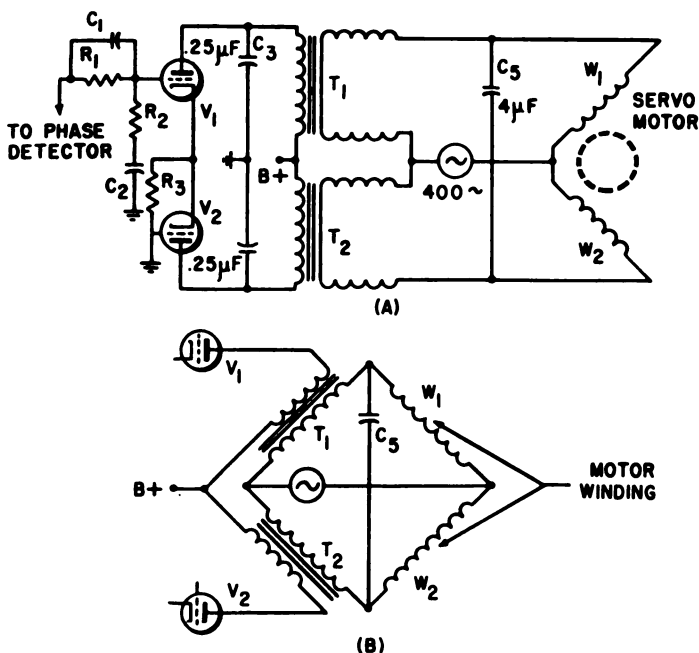 C1
R1
.25µF
C3
R2
V1
T1
C5
4µF
W1
SERVO
MOTOR
TO PHASE
DETECTOR
B+
400~
C2
R3
V2
T2
W2
.25µF
(A)
V1
W1
T1
C5
B+
MOTOR
WINDING
T2
V2
W2
(B)